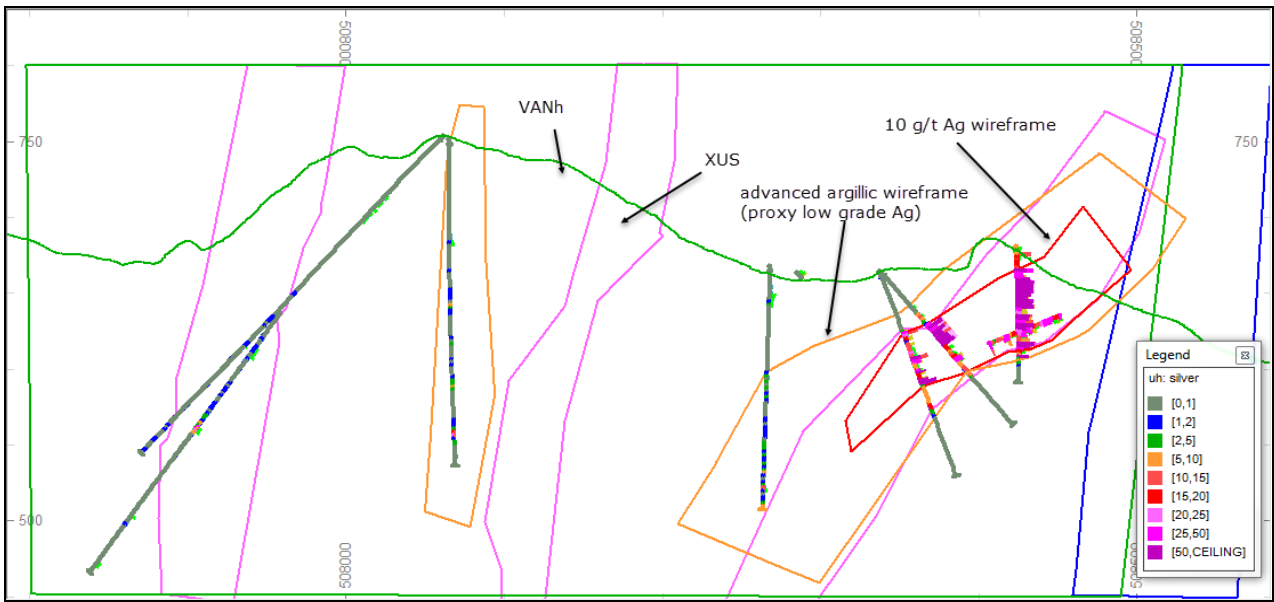 508000
508500
VANh
10 g/t Ag wireframe
750
750
XUS
advanced argillic wireframe
(proxy low grade Ag)
Legend
uh: silver
[0,1]
[1,2]
[2,5]
[5,10]
[10,15]
[15,20]
[20,25]
[25,50]
[50,CEILING]
500
508000